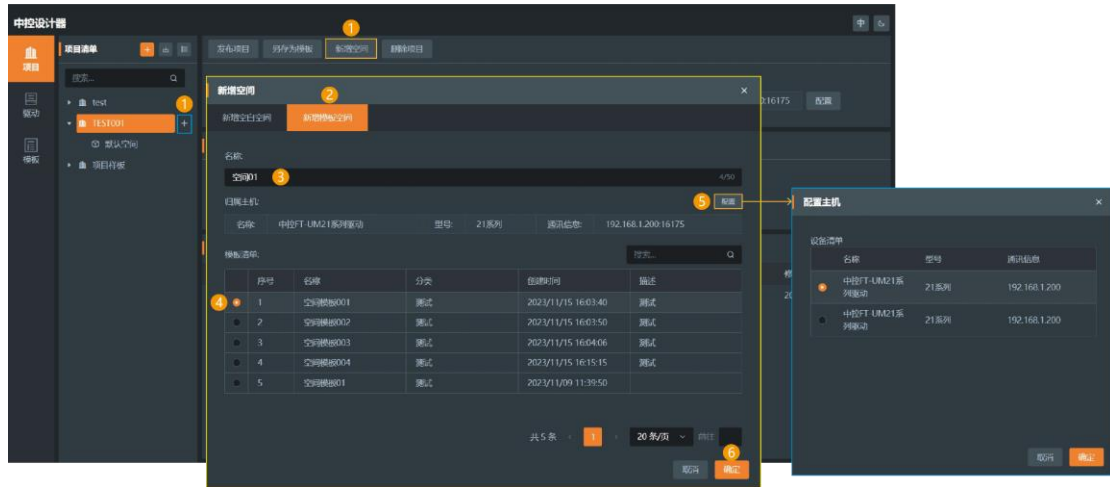 中控设计器
1
中
项目
驱动
模板
项目清单
+
搜索...
test
1
TEST001 +
默认空间
项目样板
发布项目 另存为模板 新增空间 删除项目
16175 配置
新增空间 ×
2
新增空白空间 新增模板空间
名称:
空间01 3 4/50
归属主机: 5 配置
名称: 中控FT-UM21系列驱动 型号: 21系列 通讯信息: 192.168.1.200:16175
模板清单: 搜索...
序号 名称 分类 创建时间 描述
4 1 空间模板001 测试 2023/11/15 16:03:40 测试
2 空间模板002 测试 2023/11/15 16:03:50 测试
3 空间模板003 测试 2023/11/15 16:04:06 测试
4 空间模板004 测试 2023/11/15 16:15:15 测试
5 空间模板01 测试 2023/11/09 11:39:50
共 5 条 1 20 条/页 前往
6
取消 确定
配置主机 ×
设备清单
名称 型号 通讯信息
中控FT-UM21系列驱动 21系列 192.168.1.200
中控FT-UM21系列驱动 21系列 192.168.1.200
取消 确定